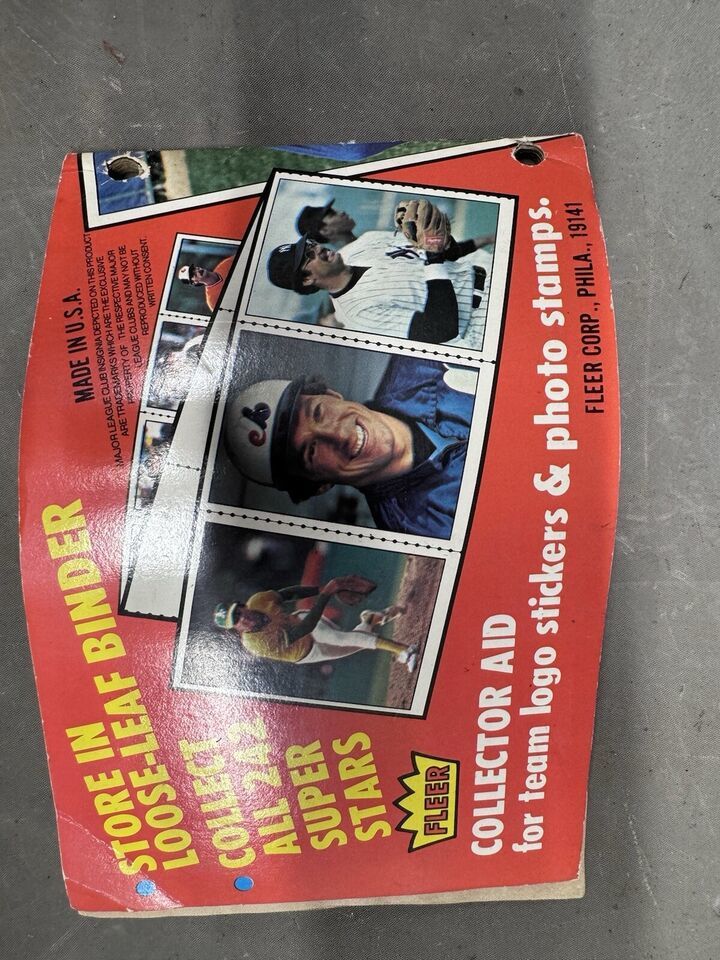 STORE IN
LOOSE-LEAF BINDER
COLLECT
ALL 242
SUPER
STARS
FLEER
COLLECTOR AID
for team logo stickers & photo stamps.
FLEER CORP., PHILA., 19141
MADE IN U.S.A.
MAJOR LEAGUE CLUB INSIGNIA DEPICTED ON THIS PRODUCT
ARE TRADEMARKS WHICH ARE THE EXCLUSIVE
PROPERTY OF THE RESPECTIVE MAJOR
LEAGUE CLUBS AND MAY NOT BE
REPRODUCED WITHOUT
WRITTEN CONSENT.